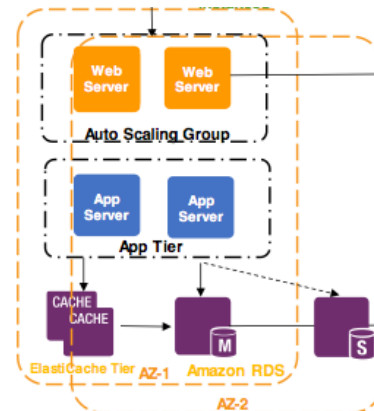 Web
Server
Web
Server
Auto Scaling Group
App
Server
App
Server
App Tier
CACHE
CACHE
M
S
ElastiCache Tier
AZ-1
Amazon RDS
AZ-2